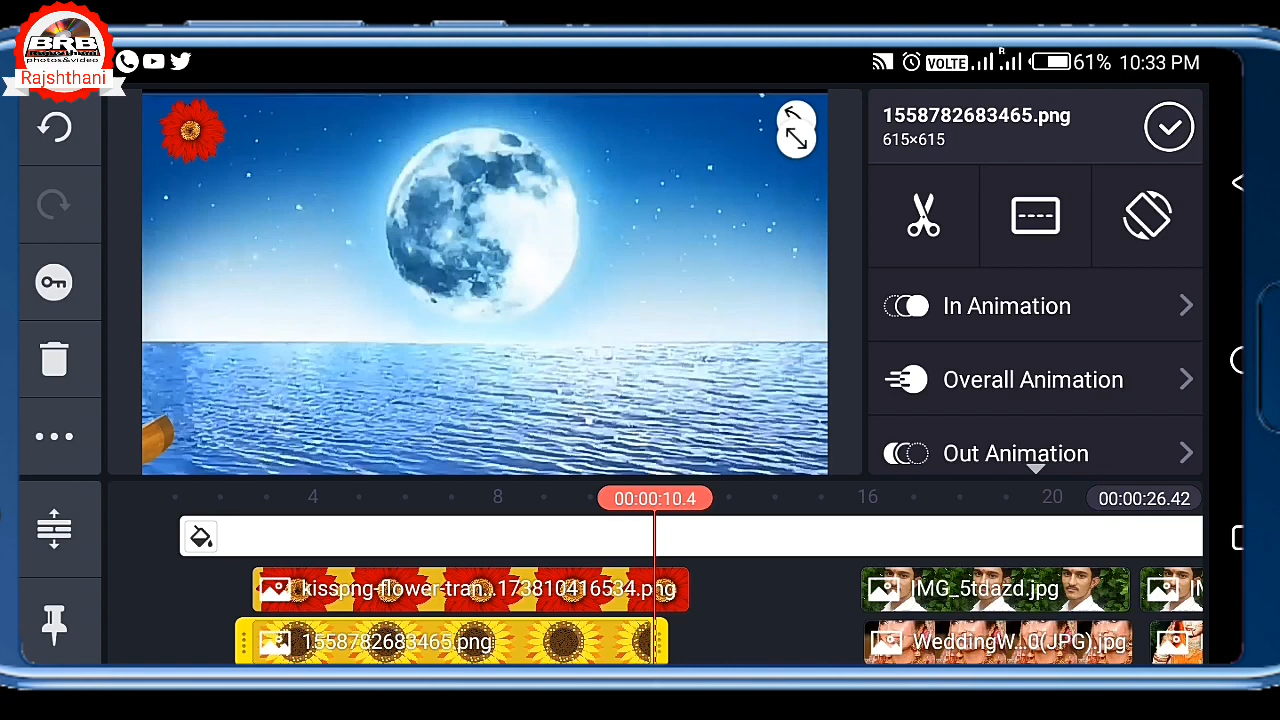 BRB
photos&video
Rajshthani
VOLTE
R
61%
10:33 PM
1558782683465.png
615×615
In Animation
Overall Animation
Out Animation
4
8
00:00:10.4
16
20
00:00:26.42
kisspng-flower-tran...173810416534.png
IMG_5tdazd.jpg
1558782683465.png
WeddingW...0(JPG).jpg